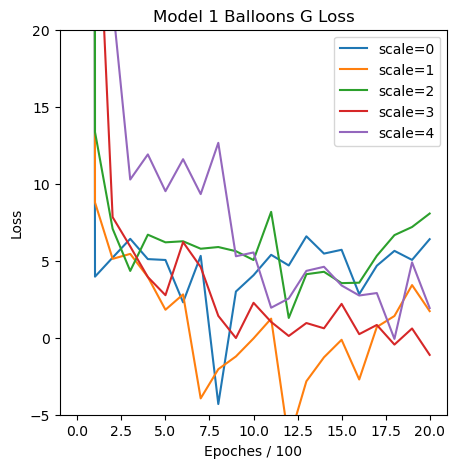 Model 1 Balloons G Loss
20
15
10
5
0
−5
Loss
scale=0
scale=1
scale=2
scale=3
scale=4
0.0 2.5 5.0 7.5 10.0 12.5 15.0 17.5 20.0
Epoches / 100